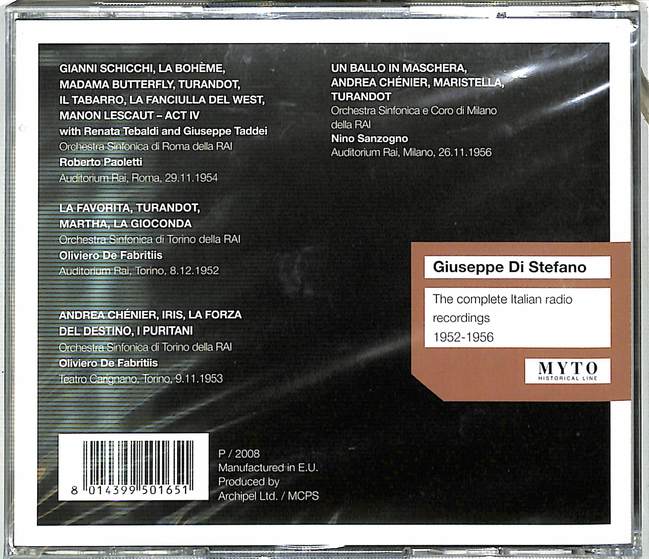 GIANNI SCHICCHI, LA BOHÈME,
MADAMA BUTTERFLY, TURANDOT,
IL TABARRO, LA FANCIULLA DEL WEST,
MANON LESCAUT – ACT IV
with Renata Tebaldi and Giuseppe Taddei
Orchestra Sinfonica di Roma della RAI
Roberto Paoletti
Auditorium Rai, Roma, 29.11.1954
LA FAVORITA, TURANDOT,
MARTHA, LA GIOCONDA
Orchestra Sinfonica di Torino della RAI
Oliviero De Fabritiis
Auditorium Rai, Torino, 8.12.1952
ANDREA CHÉNIER, IRIS, LA FORZA
DEL DESTINO, I PURITANI
Orchestra Sinfonica di Torino della RAI
Oliviero De Fabritiis
Teatro Carignano, Torino, 9.11.1953
UN BALLO IN MASCHERA,
ANDREA CHÉNIER, MARISTELLA,
TURANDOT
Orchestra Sinfonica e Coro di Milano
della RAI
Nino Sanzogno
Auditorium Rai, Milano, 26.11.1956
Giuseppe Di Stefano
The complete Italian radio
recordings
1952-1956
MYTO
HISTORICAL LINE
8 014399 501651
P / 2008
Manufactured in E.U.
Produced by
Archipel Ltd. / MCPS